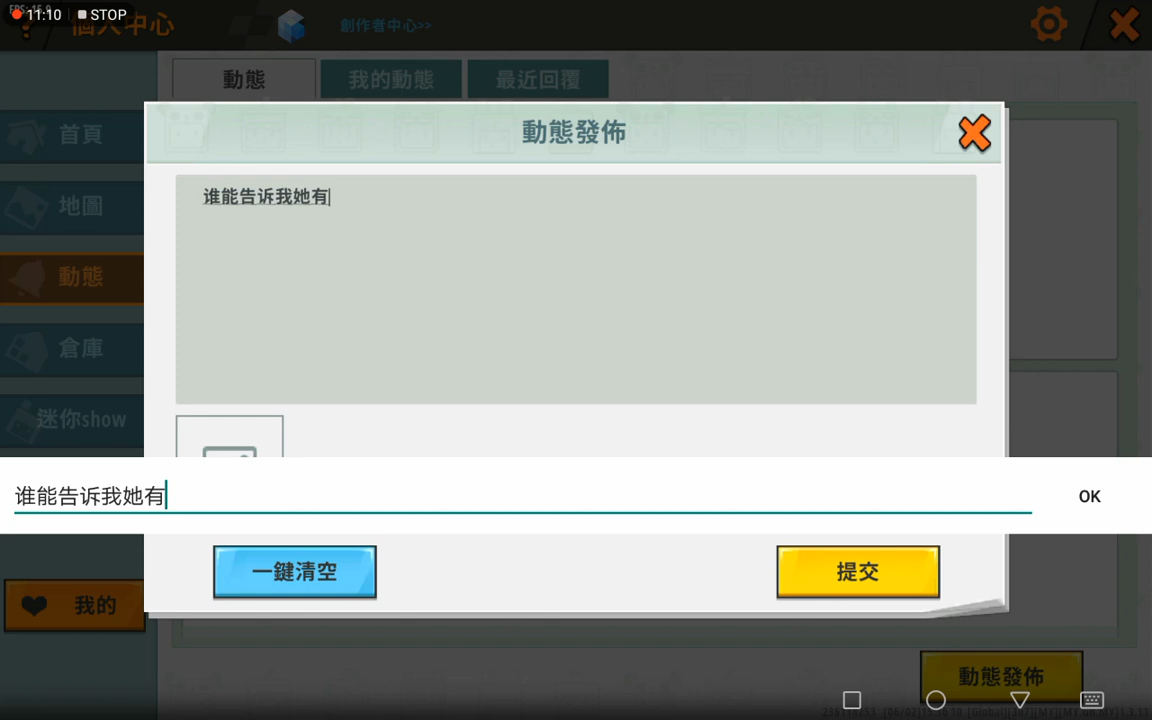 11:10 STOP
個人中心
創作者中心>>
動態
我的動態
最近回覆
首頁
地圖
動態
倉庫
迷你show
我的
動態發佈
谁能告诉我她有
谁能告诉我她有
OK
一鍵清空
提交
動態發佈